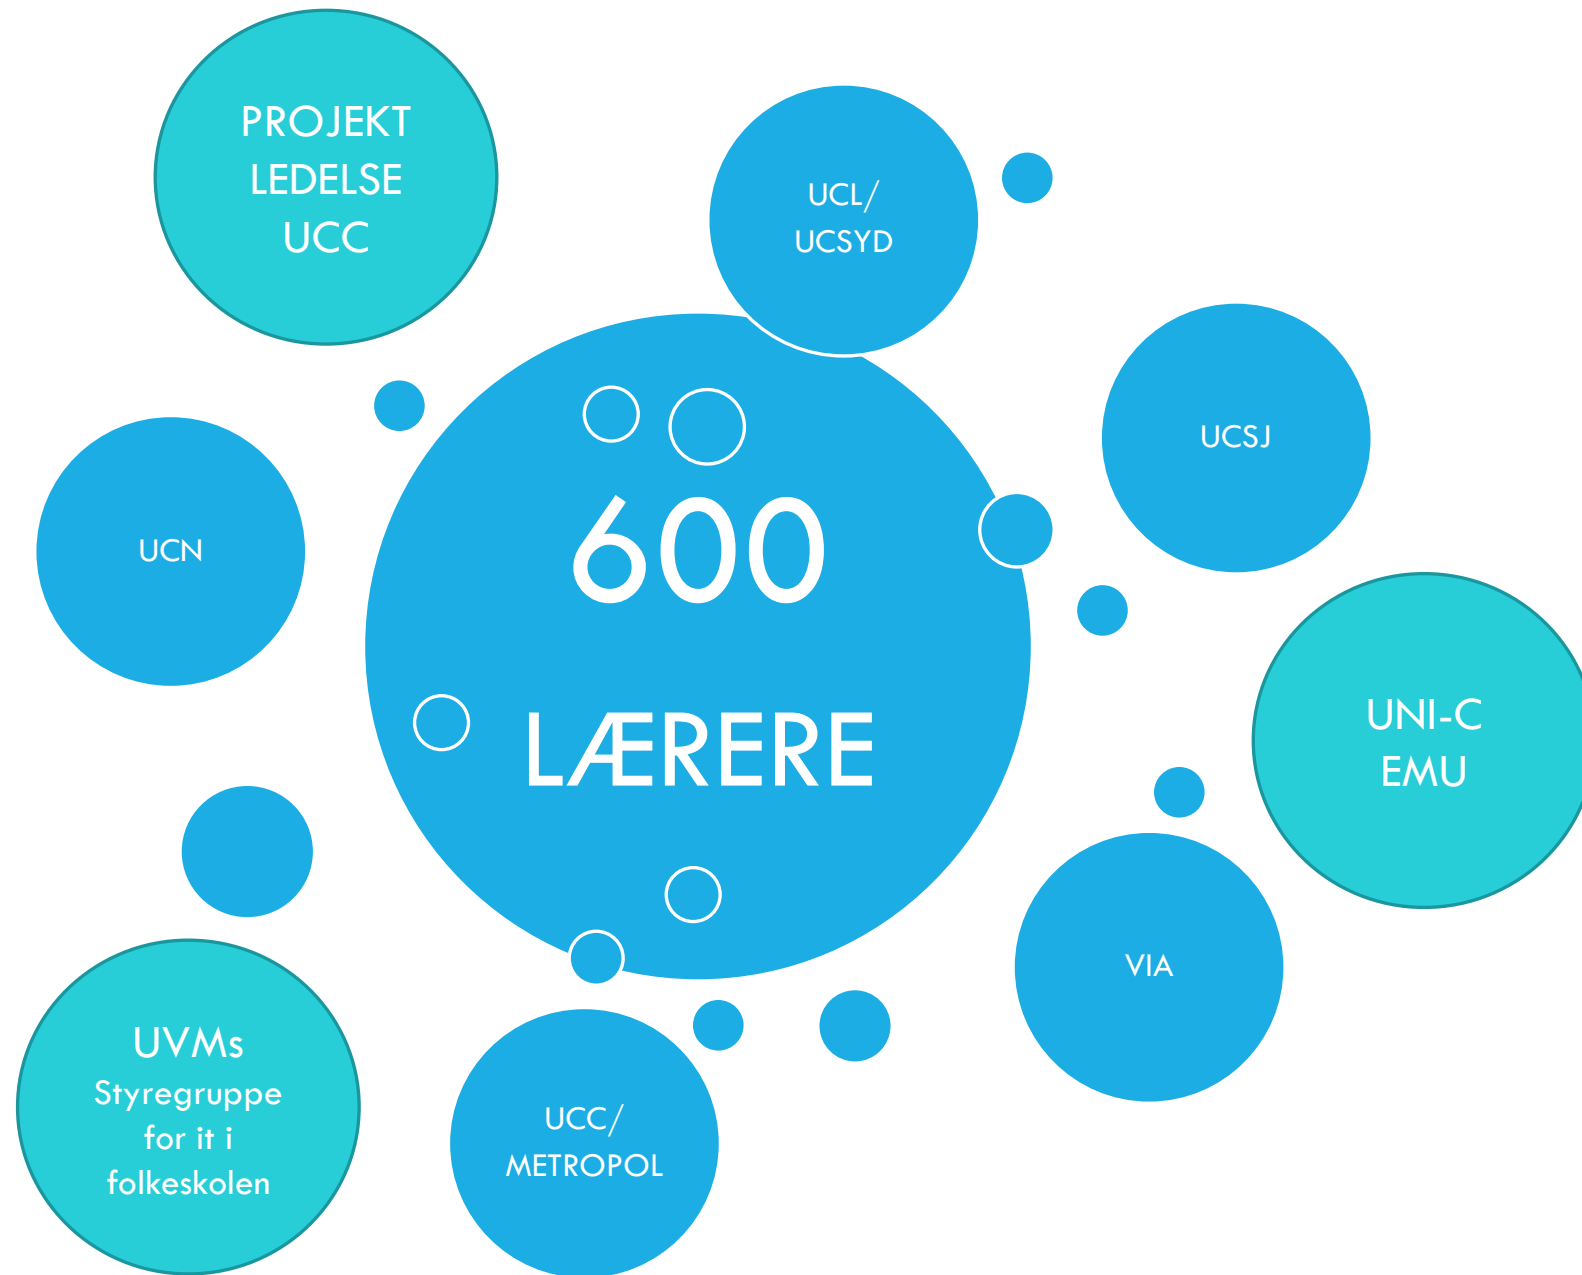 PROJEKT
LEDELSE
UCC
UCL/
UCSYD
UCSJ
UCN
600
LÆRERE
UNI-C
EMU
VIA
UVMs
Styregruppe
for it i
folkeskolen
UCC/
METROPOL